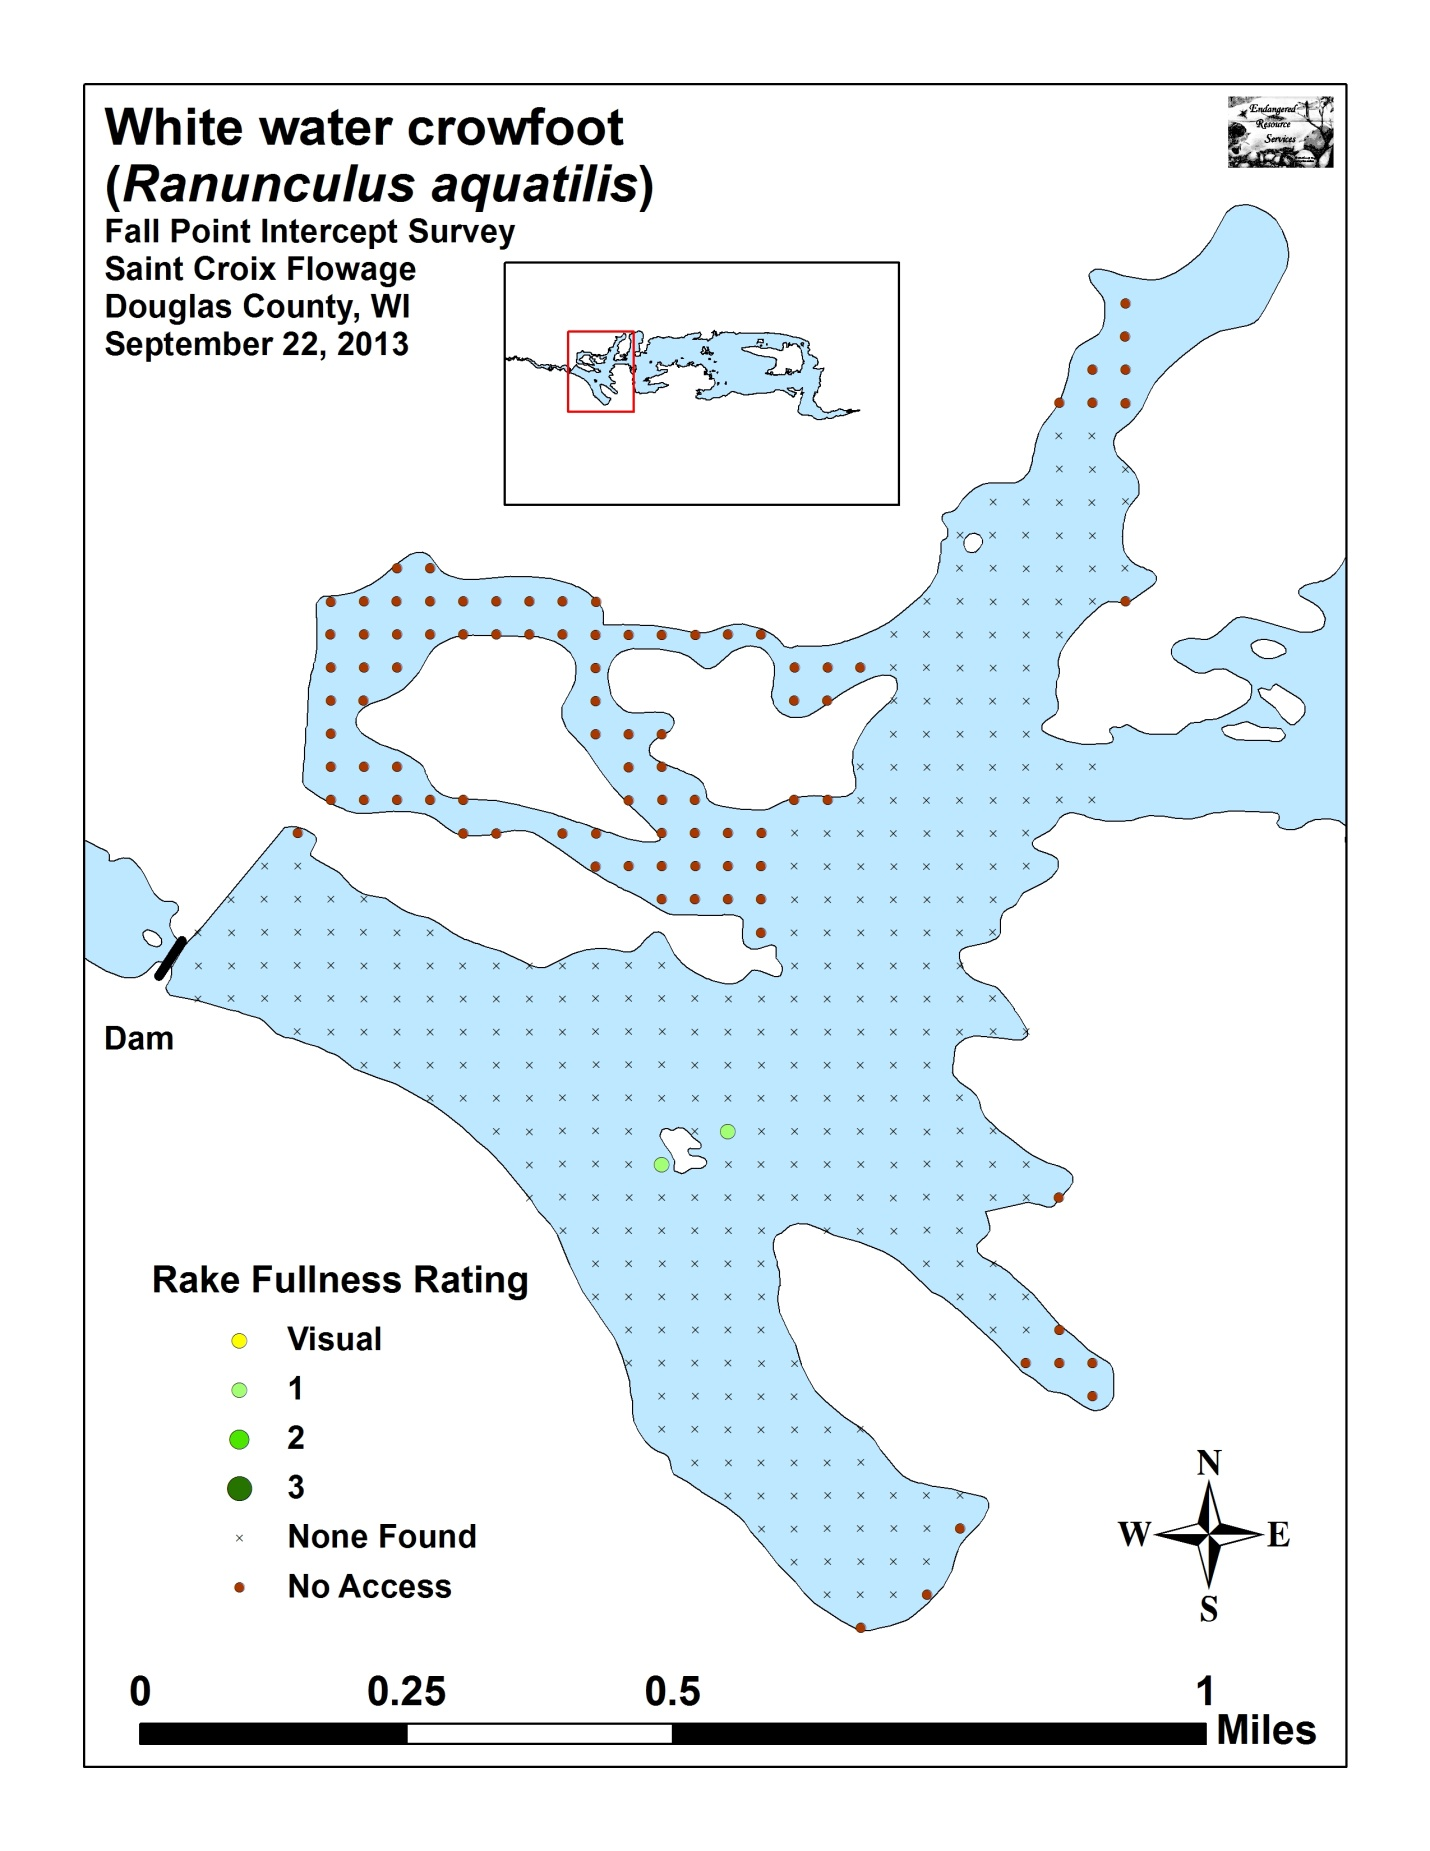 White water crowfoot
(Ranunculus aquatilis)
Fall Point Intercept Survey
Saint Croix Flowage
Douglas County, WI
September 22, 2013
Endangered
Resource
Services
Dam
Rake Fullness Rating
Visual
1
2
3
None Found
No Access
N
W E
S
0 0.25 0.5 1
Miles